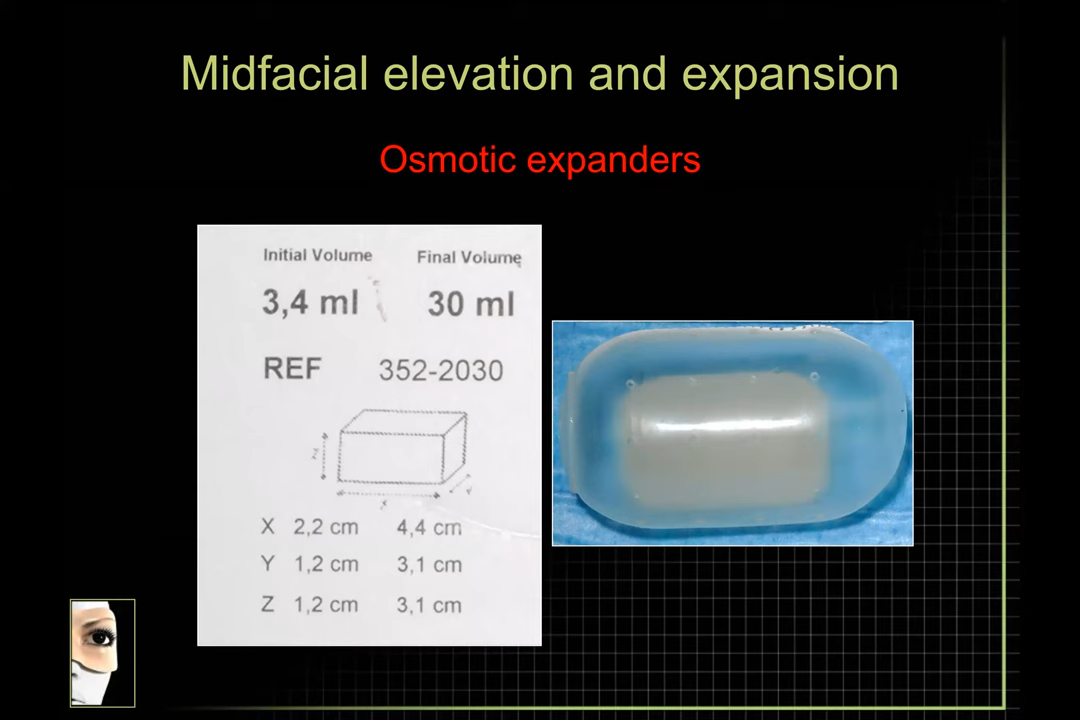 Midfacial elevation and expansion
Osmotic expanders
Initial Volume Final Volume
3,4 ml 30 ml
REF 352-2030
Z
Y
X
X 2,2 cm 4,4 cm
Y 1,2 cm 3,1 cm
Z 1,2 cm 3,1 cm